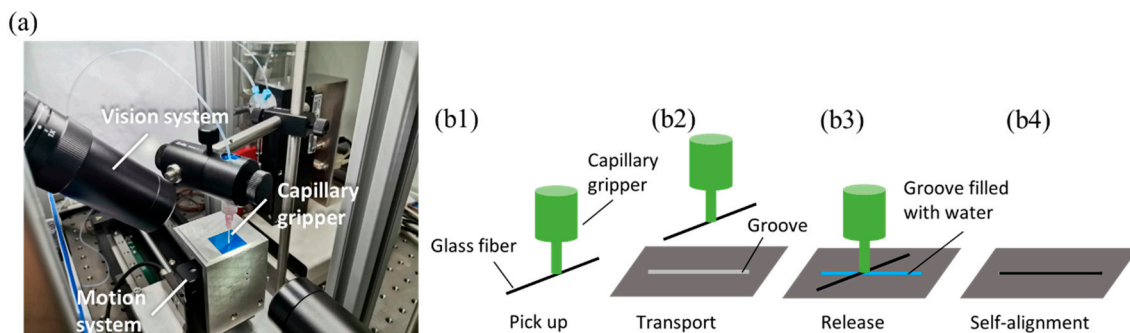 (a)
Vision system
Capillary
gripper
Motion
system
(b1)
(b2)
(b3)
(b4)
Capillary
gripper
Glass fiber
Groove
Groove filled
with water
Pick up
Transport
Release
Self-alignment